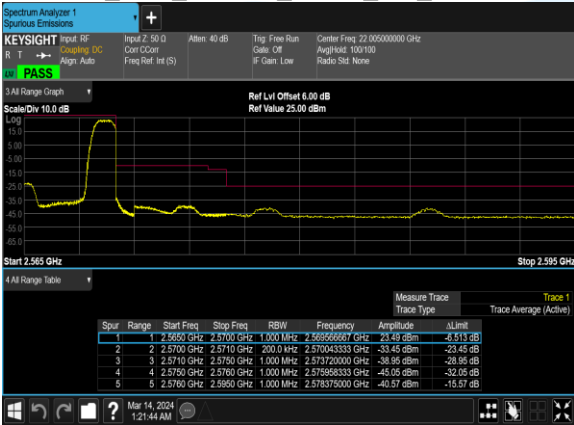 Spectrum Analyzer 1
Spurious Emissions
KEYSIGHT Input: RF Input Z: 50 Ω Atten: 40 dB Trig: Free Run Center Freq: 22.005000000 GHz
R T Coupling: DC Corr CCorr Gate: Off Avg|Hold: 100/100
Align: Auto Freq Ref: Int (S) IF Gain: Low Radio Std: None
LW PASS
3 All Range Graph
Ref Lvl Offset 6.00 dB
Scale/Div 10.0 dB Ref Value 25.00 dBm
Log
15.0
5.00
-5.00
-15.0
-25.0
-35.0
-45.0
-55.0
-65.0
Start 2.565 GHz Stop 2.595 GHz
4 All Range Table
Measure Trace Trace 1
Trace Type Trace Average (Active)
Spur Range Start Freq Stop Freq RBW Frequency Amplitude ΔLimit
1 1 2.5650 GHz 2.5700 GHz 1.000 MHz 2.569566667 GHz 23.49 dBm -6.513 dB
2 2 2.5700 GHz 2.5710 GHz 200.0 kHz 2.570043333 GHz -33.45 dBm -23.45 dB
3 3 2.5710 GHz 2.5750 GHz 1.000 MHz 2.573720000 GHz -38.95 dBm -28.95 dB
4 4 2.5750 GHz 2.5760 GHz 1.000 MHz 2.575958333 GHz -45.05 dBm -32.05 dB
5 5 2.5760 GHz 2.5950 GHz 1.000 MHz 2.578375000 GHz -40.57 dBm -15.57 dB
Mar 14, 2024
1:21:44 AM